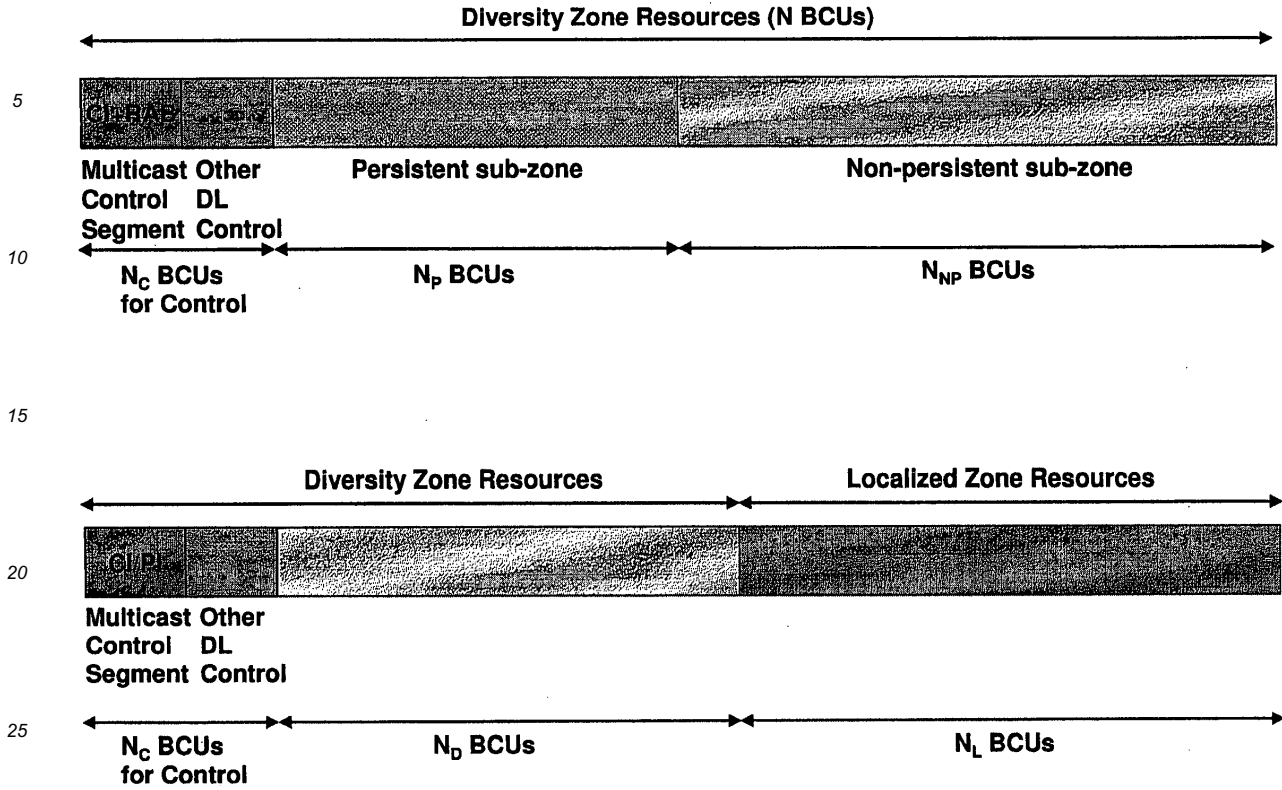 Diversity Zone Resources (N BCUs)
5
CI+RAB
Multicast Other Persistent sub-zone Non-persistent sub-zone
Control DL
Segment Control
10
N_C BCUs N_P BCUs N_NP BCUs
for Control
15
Diversity Zone Resources Localized Zone Resources
20
Multicast Other
Control DL
Segment Control
25
N_C BCUs N_D BCUs N_L BCUs
for Control